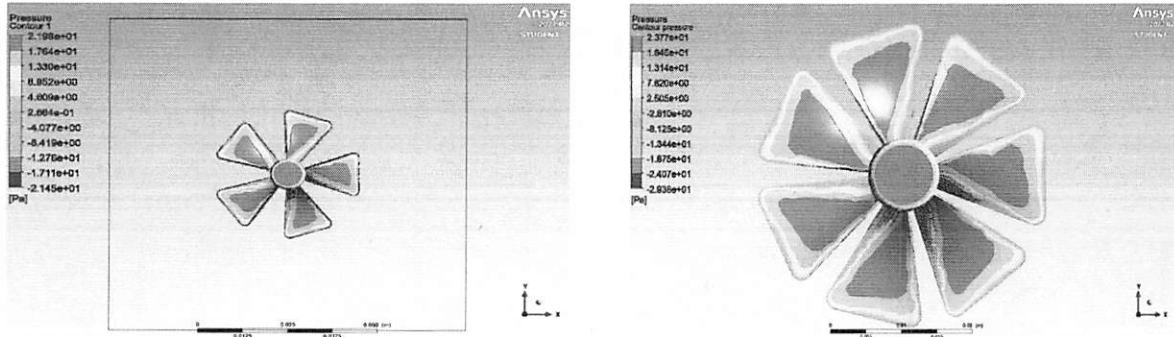 Pressure
Contour 1
2.198e+01
1.764e+01
1.330e+01
8.952e+00
4.609e+00
2.664e-01
-4.077e+00
-8.419e+00
-1.276e+01
-1.711e+01
-2.145e+01
[Pa]
Ansys
STUDENT
0
0.025
0.050 (m)
0.0125
0.0375
Y
X
Pressure
Contour pressure
2.377e+01
1.314e+01
7.820e+00
2.505e+00
-2.810e+00
-8.125e+00
-1.344e+01
-1.875e+01
-2.407e+01
-2.938e+01
[Pa]
Ansys
STUDENT
0
Y
X